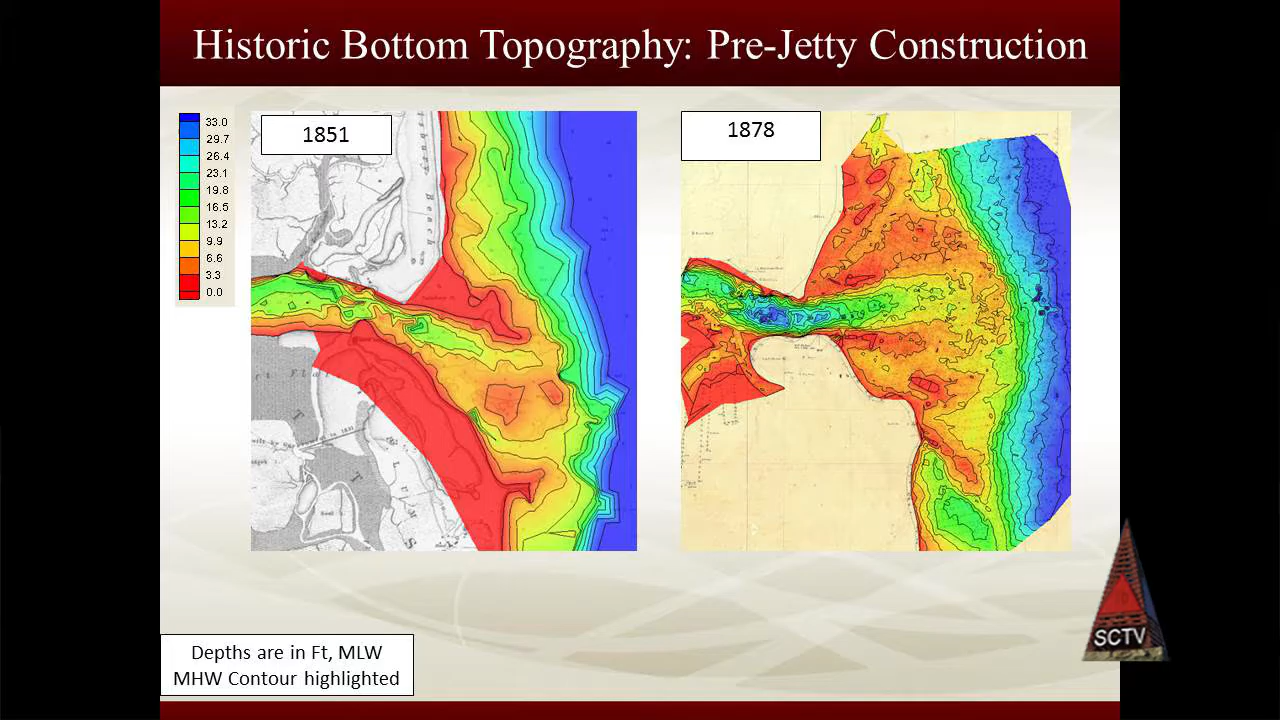 Historic Bottom Topography: Pre-Jetty Construction
1851
1878
33.0
29.7
26.4
23.1
19.8
16.5
13.2
9.9
6.6
3.3
0.0
Beach
Depths are in Ft, MLW
MHW Contour highlighted
SCTV